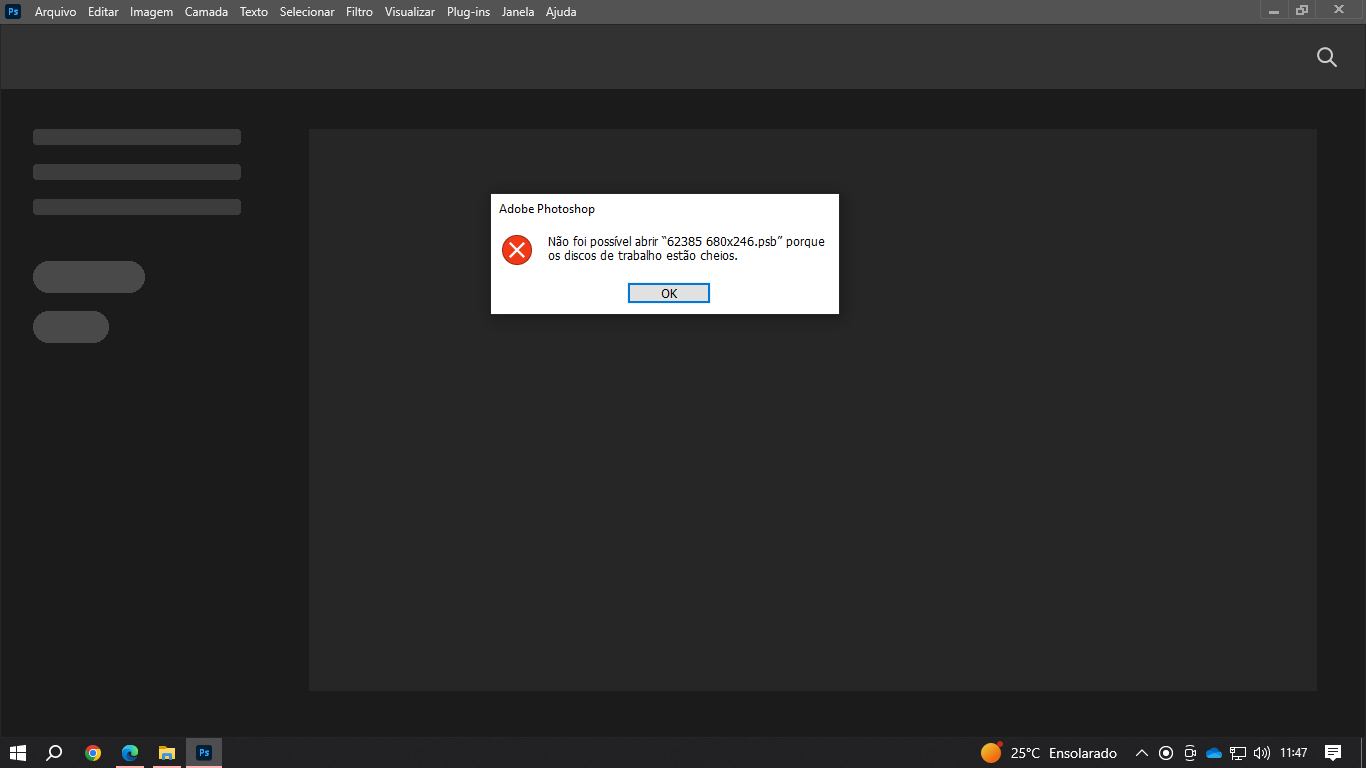 Ps Arquivo Editar Imagem Camada Texto Selecionar Filtro Visualizar Plug-ins Janela Ajuda
Adobe Photoshop
Não foi possível abrir “62385 680x246.psb” porque
os discos de trabalho estão cheios.
OK
Ps 25°C Ensolarado 11:47